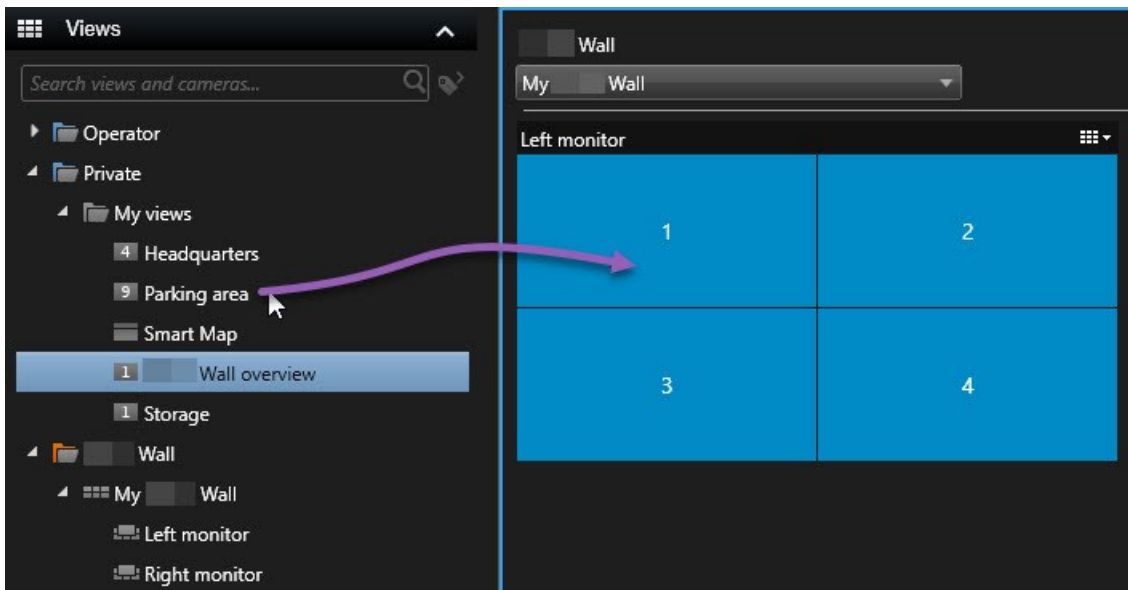 Views
Search views and cameras...
Operator
Private
My views
4 Headquarters
9 Parking area
Smart Map
1 Wall overview
1 Storage
Wall
My Wall
Left monitor
Right monitor
Wall
My Wall
Left monitor
1 2
3 4